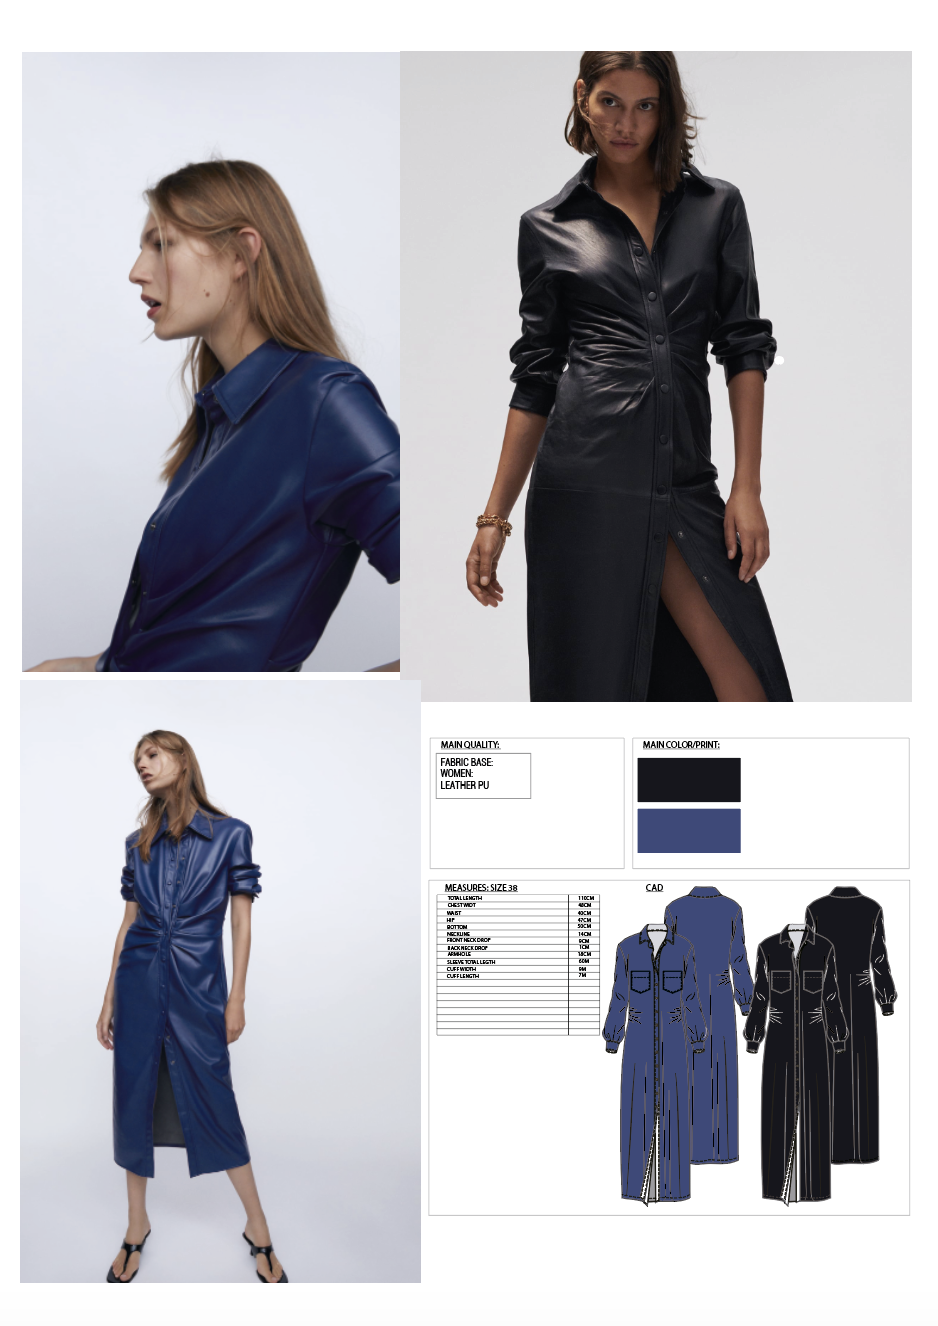 MAIN QUALITY:
FABRIC BASE:
WOMEN:
LEATHER PU
MAIN COLOR/PRINT:
MEASURES: SIZE 38
TOTAL LENGTH 110CM
CHEST WIDT 48CM
WAIST 40CM
HIP 47CM
BOTTOM 50CM
NECKLINE 14CM
FRONT NECK DROP 9CM
BACK NECK DROP 1CM
ARMHOLE 18CM
SLEEVE TOTAL LEGTH 60M
CUFF WIDTH 9M
CUFF LENGTH 7M
CAD